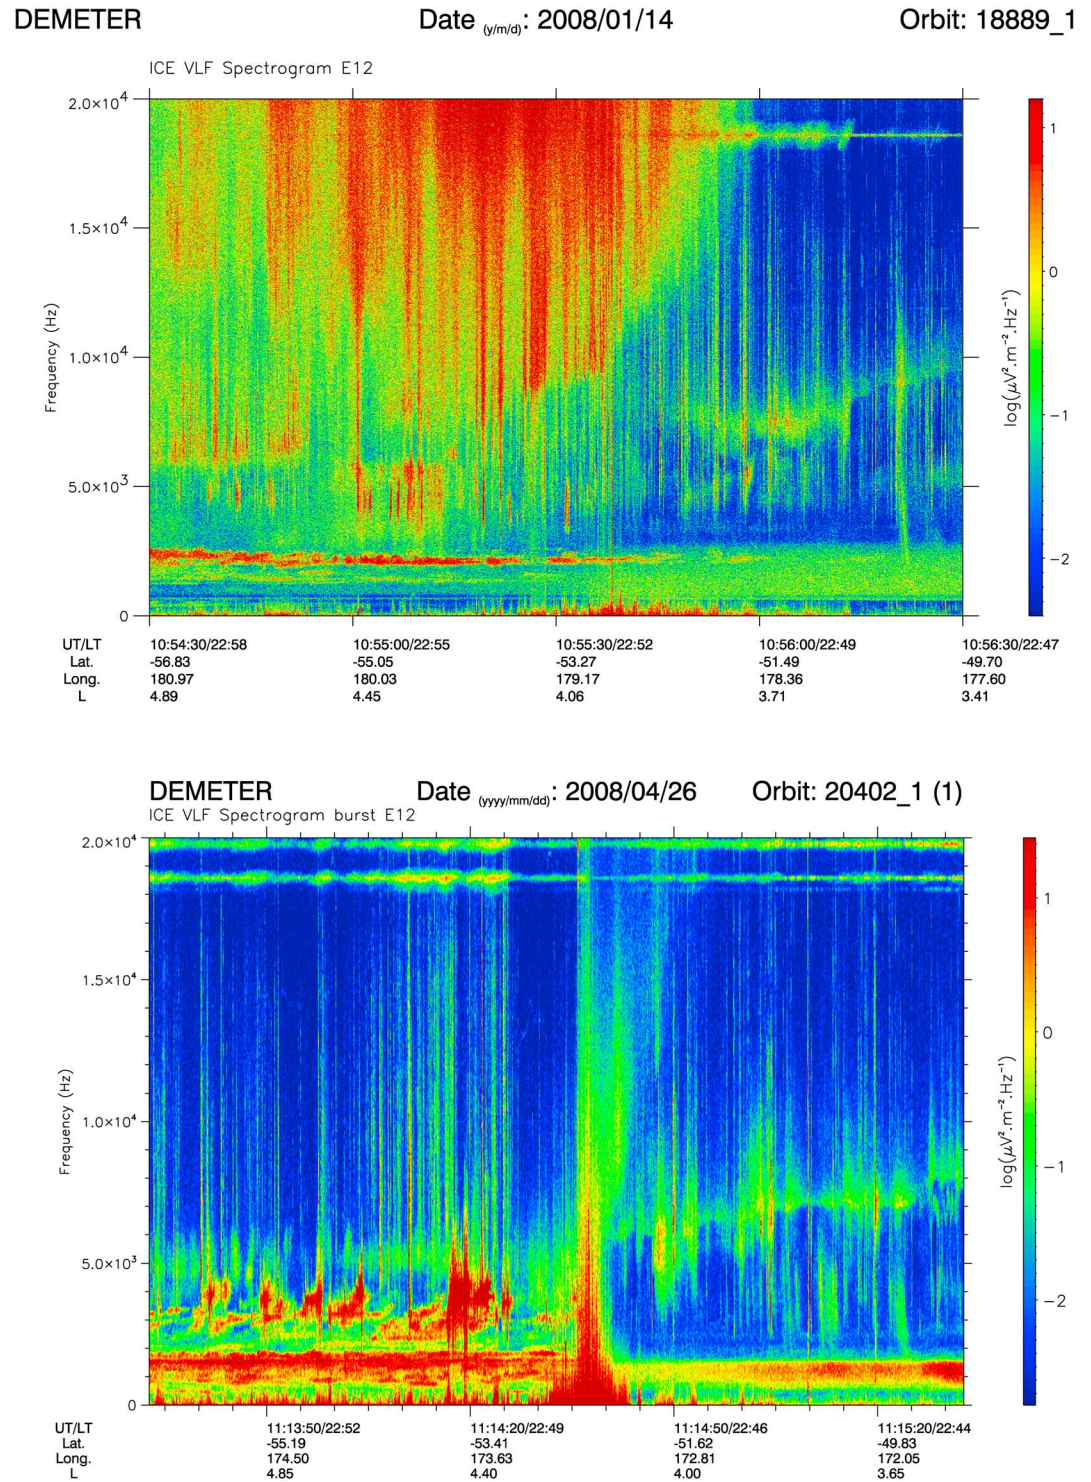 DEMETER Date (y/m/d): 2008/01/14 Orbit: 18889_1
ICE VLF Spectrogram E12
2.0×10⁴
1.5×10⁴
1.0×10⁴
5.0×10³
0
Frequency (Hz)
1
0
−1
−2
log(μV².m⁻².Hz⁻¹)
UT/LT 10:54:30/22:58 10:55:00/22:55 10:55:30/22:52 10:56:00/22:49 10:56:30/22:47
Lat. -56.83 -55.05 -53.27 -51.49 -49.70
Long. 180.97 180.03 179.17 178.36 177.60
L 4.89 4.45 4.06 3.71 3.41
DEMETER Date (yyyy/mm/dd): 2008/04/26 Orbit: 20402_1 (1)
ICE VLF Spectrogram burst E12
2.0×10⁴
1.5×10⁴
1.0×10⁴
5.0×10³
0
Frequency (Hz)
1
0
−1
−2
log(μV².m⁻².Hz⁻¹)
UT/LT 11:13:50/22:52 11:14:20/22:49 11:14:50/22:46 11:15:20/22:44
Lat. -55.19 -53.41 -51.62 -49.83
Long. 174.50 173.63 172.81 172.05
L 4.85 4.40 4.00 3.65